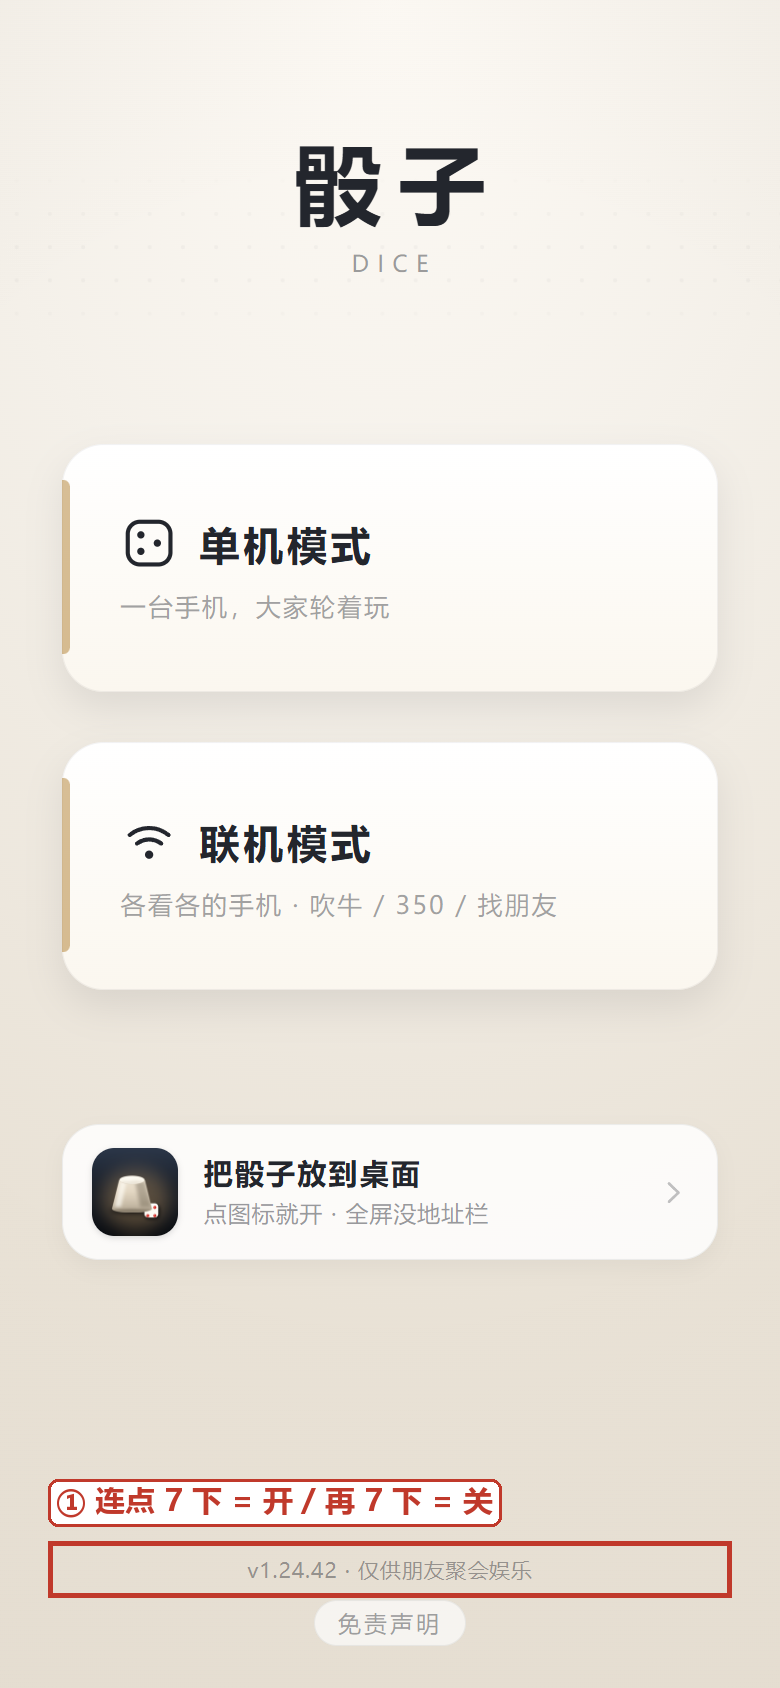 骰子
DICE
单机模式
一台手机，大家轮着玩
联机模式
各看各的手机 · 吹牛 / 350 / 找朋友
把骰子放到桌面
点图标就开 · 全屏没地址栏
① 连点 7 下 = 开 / 再 7 下 = 关
v1.24.42 · 仅供朋友聚会娱乐
免责声明